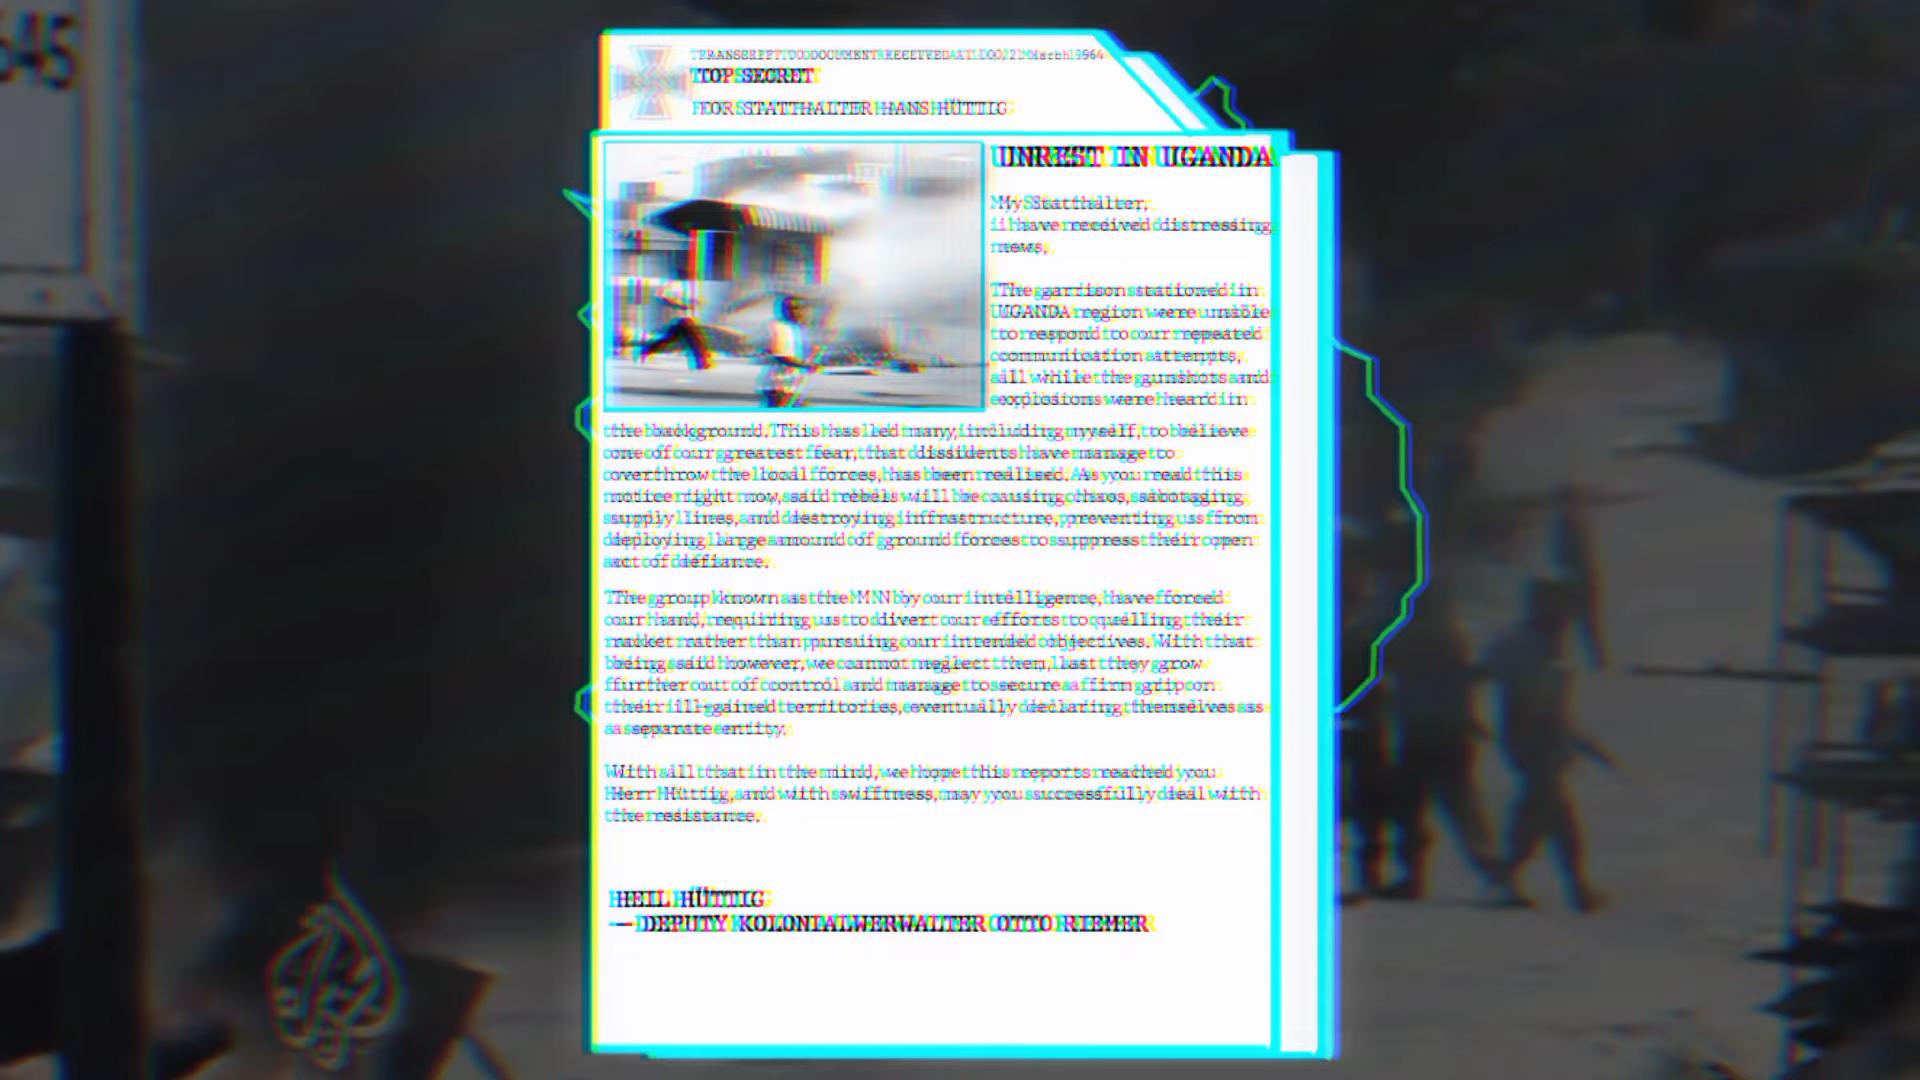 645
TRANSCRIPT TO DOCUMENT RECEIVED AT 1:00/21 March 1964
TOP SECRET
FOR STATTHALTER HANS HÜTTIG
UNREST IN UGANDA
My Statthalter,
i have received distressing
news,
The garrison stationed in
UGANDA region were unable
to respond to our repeated
communication attempts,
all while the gunshots and
explosions were heard in
the background. This has led many, including myself, to believe
one of our greatest fear, that dissidents have manage to
overthrow the local forces, has been realised. As you read this
notice right now, said rebels will be causing chaos, sabotaging
supply lines, and destroying infrastructure, preventing us from
deploying large amound of ground forces to suppress their open
act of defiance.
The group known as the MNN by our intelligence, have forced
our hand, requiring us to divert our efforts to quelling their
racket rather than pursuing our intended objectives. With that
being said however, we cannot neglect them, last they grow
further out of control and manage to secure a firm grip on
their ill-gained territories, eventually declaring themselves as
a separate entity.
With all that in the mind, we hope this reports reached you
Herr Hüttig, and with swiftness, may you successfully deal with
the resistance.
HEIL HÜTTIG
— DEPUTY KOLONIALVERWALTER OTTO RIEMER